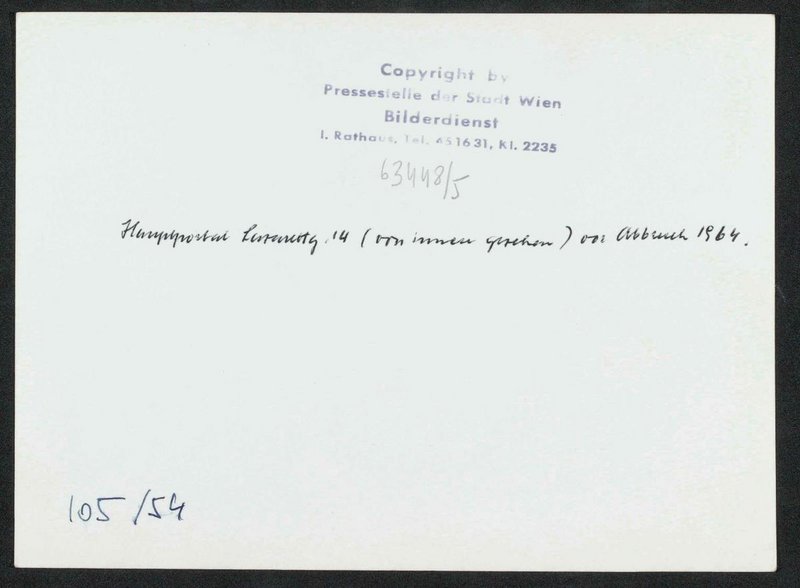 Copyright by
Pressestelle der Stadt Wien
Bilderdienst
I. Rathaus, Tel. 451631, Kl. 2235
63448/5
Hauptportal Lazarettg. 14 (von innen gesehen) vor Abbruch 1964.
105/54